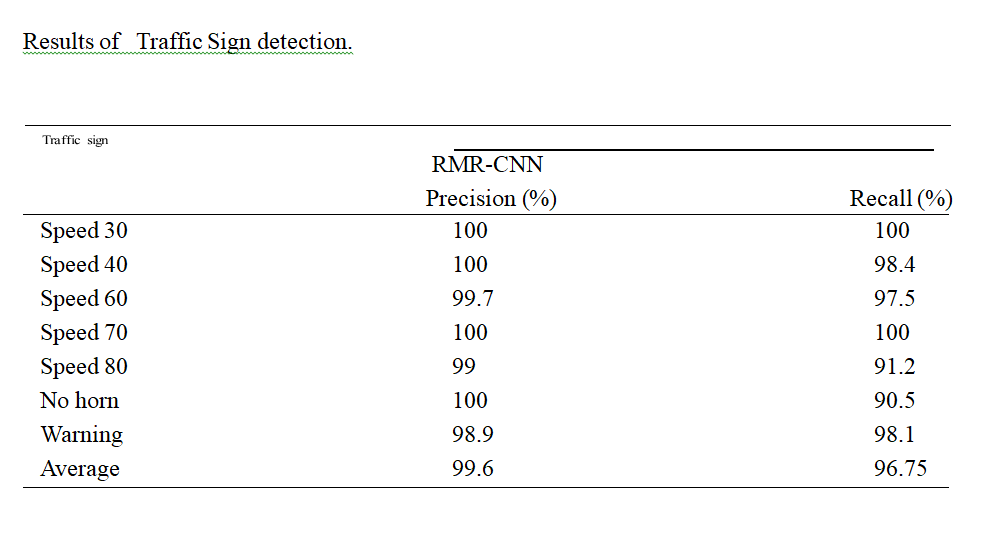 Results of Traffic Sign detection.
Traffic sign
RMR-CNN
Precision (%) Recall (%)
Speed 30 100 100
Speed 40 100 98.4
Speed 60 99.7 97.5
Speed 70 100 100
Speed 80 99 91.2
No horn 100 90.5
Warning 98.9 98.1
Average 99.6 96.75